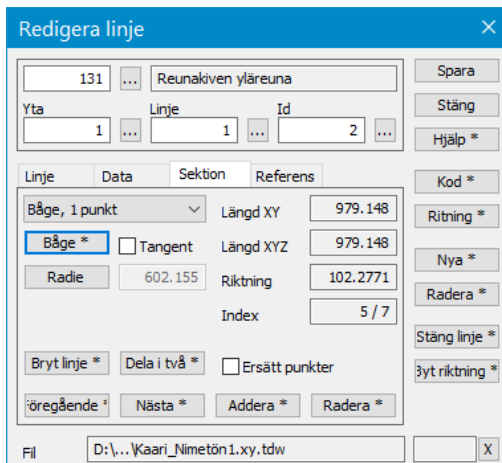 Redigera linje
131 ... Reunakiven yläreuna
Yta Linje Id
1 ... 1 ... 2 ...
Spara
Stäng
Hjälp *
Linje Data Sektion Referens
Kod *
Ritning *
Nya *
Radera *
Stäng linje *
Byt riktning *
Båge, 1 punkt
Längd XY 979.148
Båge * Tangent Längd XYZ 979.148
Radie 602.155 Riktning 102.2771
Index 5 / 7
Bryt linje * Dela i två * Ersätt punkter
öregående * Nästa * Addera * Radera *
Fil D:\...\Kaari_Nimetön1.xy.tdw X